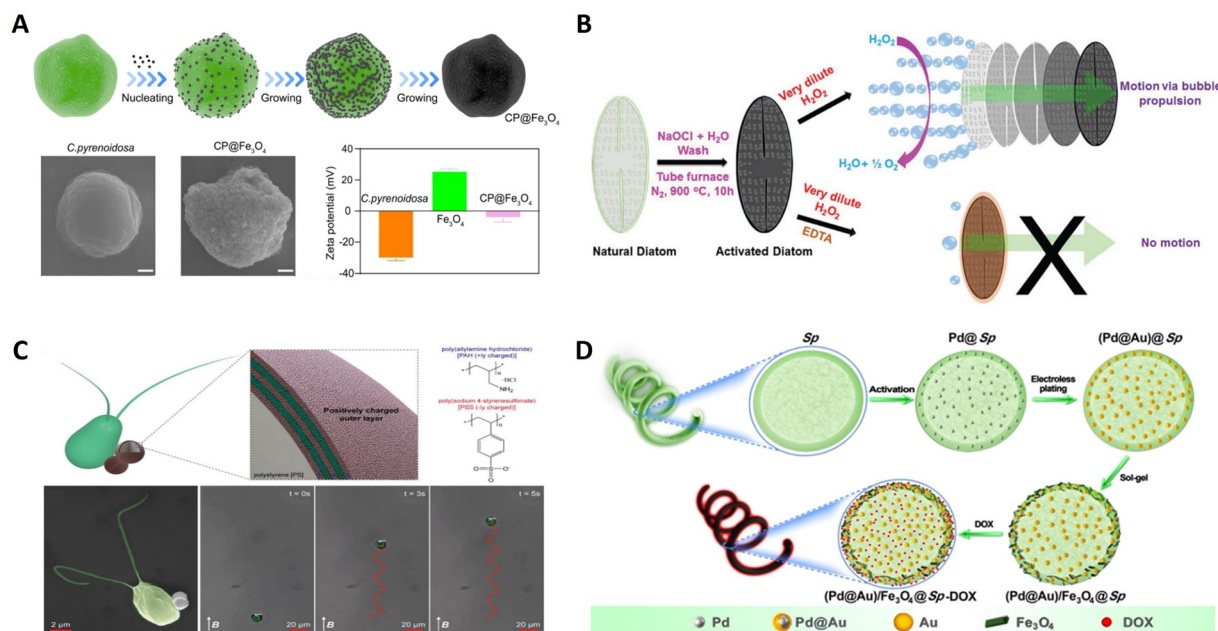 A
Nucleating
Growing
Growing
CP@Fe3O4
C.pyrenoidosa
CP@Fe3O4
Zeta potential (mV)
40
20
0
-20
-40
C.pyrenoidosa
Fe3O4
CP@Fe3O4
B
Natural Diatom
NaOCl + H2O
Wash
Tube furnace
N2, 900 °C, 10h
Activated Diatom
Very dilute
H2O2
H2O2
H2O + ½ O2
Motion via bubble
propulsion
Very dilute
H2O2
EDTA
X
No motion
C
Positively charged
outer layer
polystyrene [PS]
poly(allylamine hydrochloride)
[PAH (+ly charged)]
n
·HCl
NH2
poly(sodium 4-styrenesulfonate)
[PSS (-ly charged)]
n
O=S-O-
O
2 µm
t = 0s
B
20 µm
t = 3s
20 µm
t = 5s
B
20 µm
D
Sp
Activation
Pd@Sp
Electroless
plating
(Pd@Au)@Sp
Sol-gel
(Pd@Au)/Fe3O4@Sp
DOX
(Pd@Au)/Fe3O4@Sp-DOX
Pd
Pd@Au
Au
Fe3O4
DOX